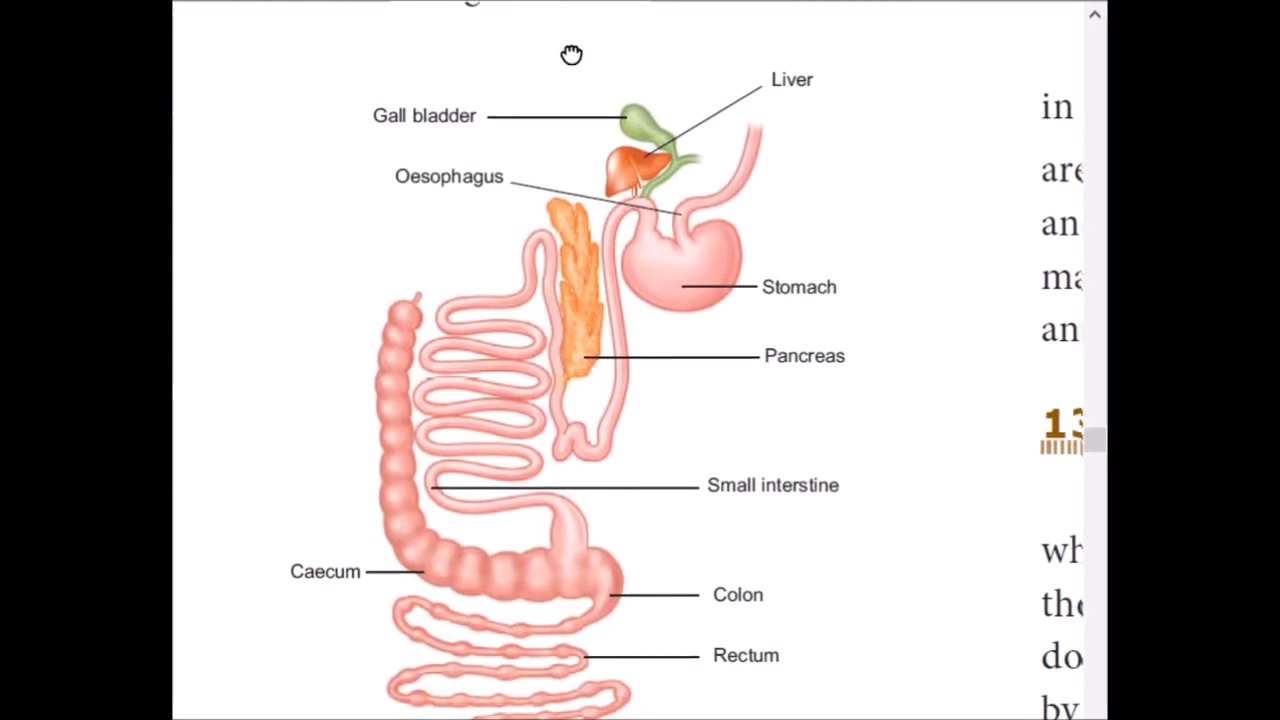 Liver
Gall bladder
Oesophagus
Stomach
Pancreas
Small interstine
Caecum
Colon
Rectum
in
are
an
ma
an
13
wh
the
do
by